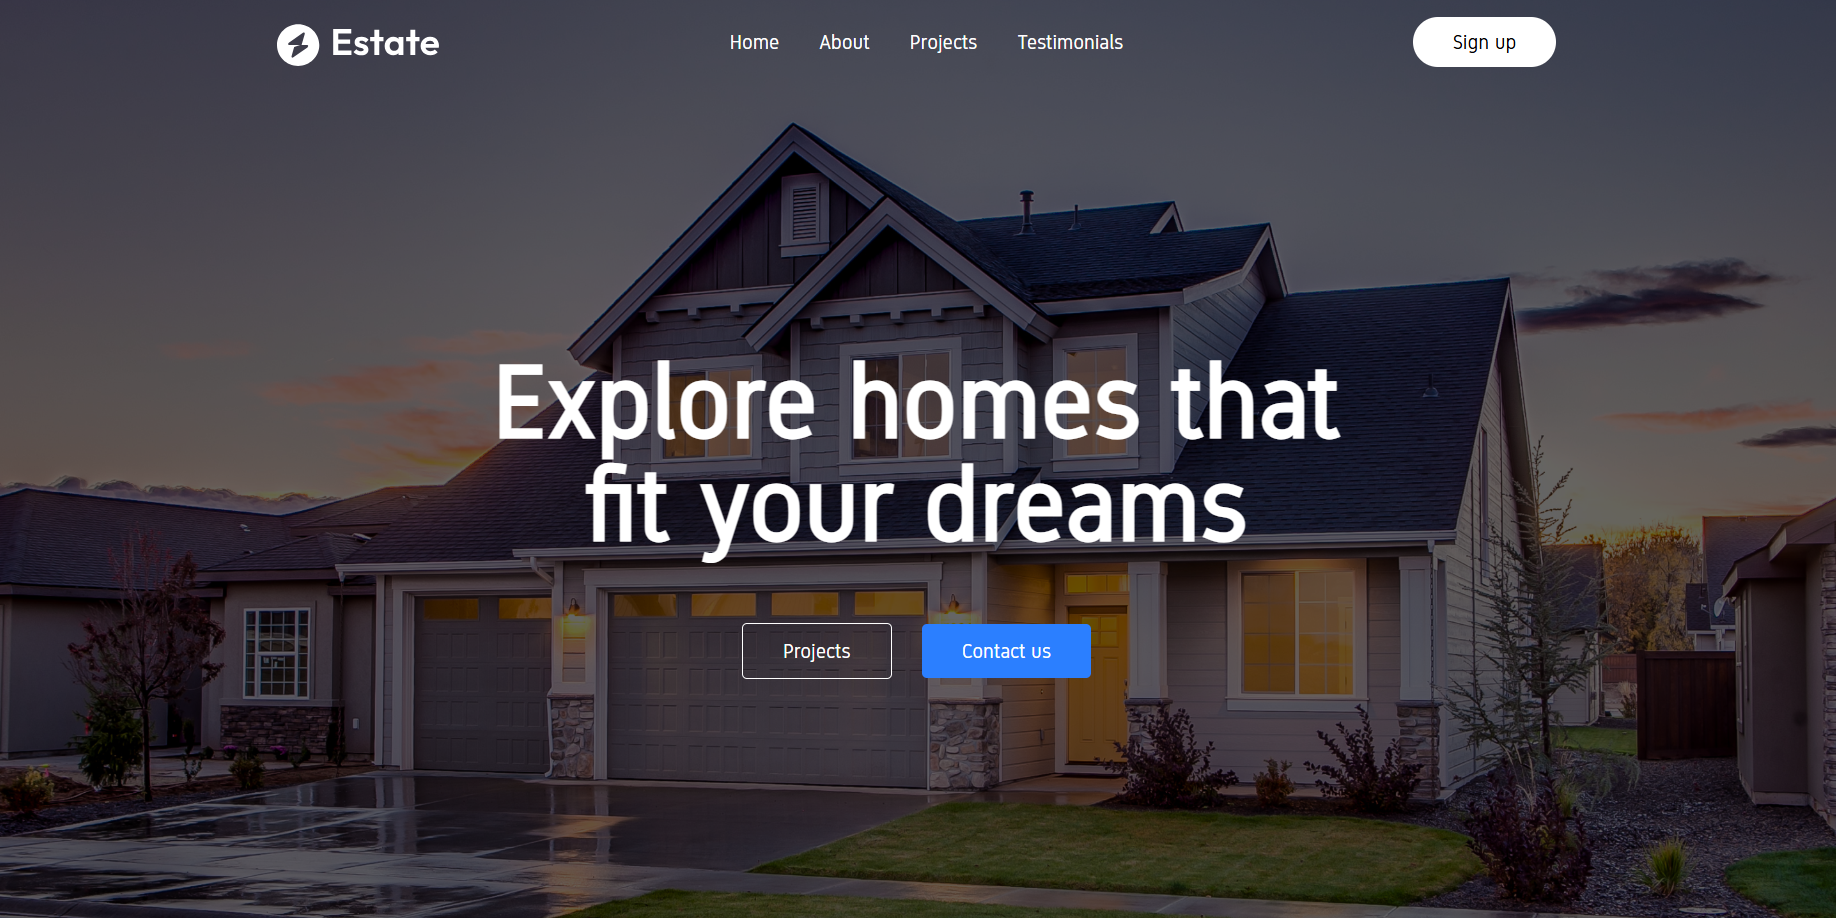 Estate
Home
About
Projects
Testimonials
Sign up
Explore homes that
fit your dreams
Projects
Contact us